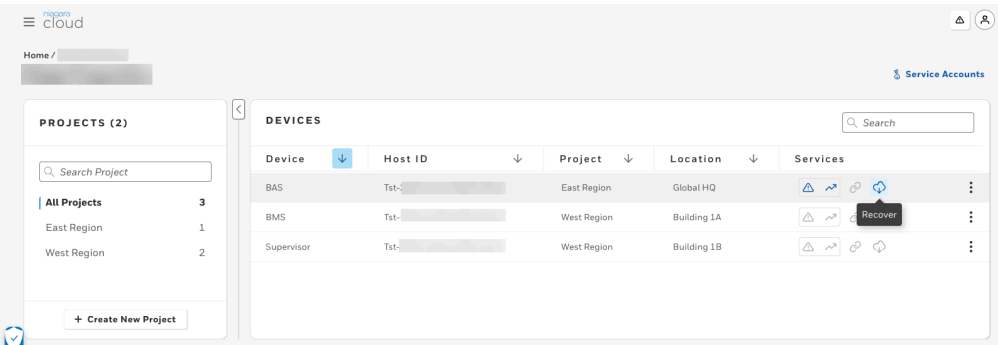 niagara
cloud
Home /
Service Accounts
PROJECTS (2)
Search Project
All Projects 3
East Region 1
West Region 2
+ Create New Project
DEVICES
Search
Device Host ID Project Location Services
BAS Tst- East Region Global HQ
Recover
BMS Tst- West Region Building 1A
Supervisor Tst- West Region Building 1B